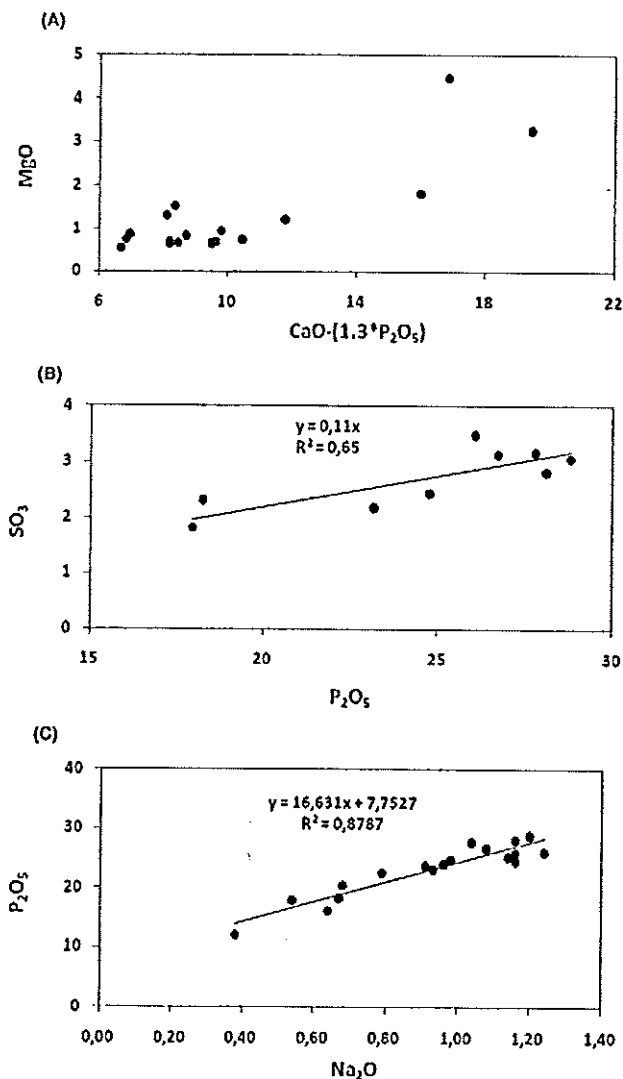 (A)
5
4
3
2
1
0
MgO
6 10 14 18 22
CaO-(1.3*P₂O₅)
(B)
4
3
2
1
0
SO₃
y = 0,11x
R² = 0,65
15 20 25 30
P₂O₅
(C)
40
30
20
10
0
P₂O₅
y = 16,631x + 7,7527
R² = 0,8787
0,00 0,20 0,40 0,60 0,80 1,00 1,20 1,40
Na₂O